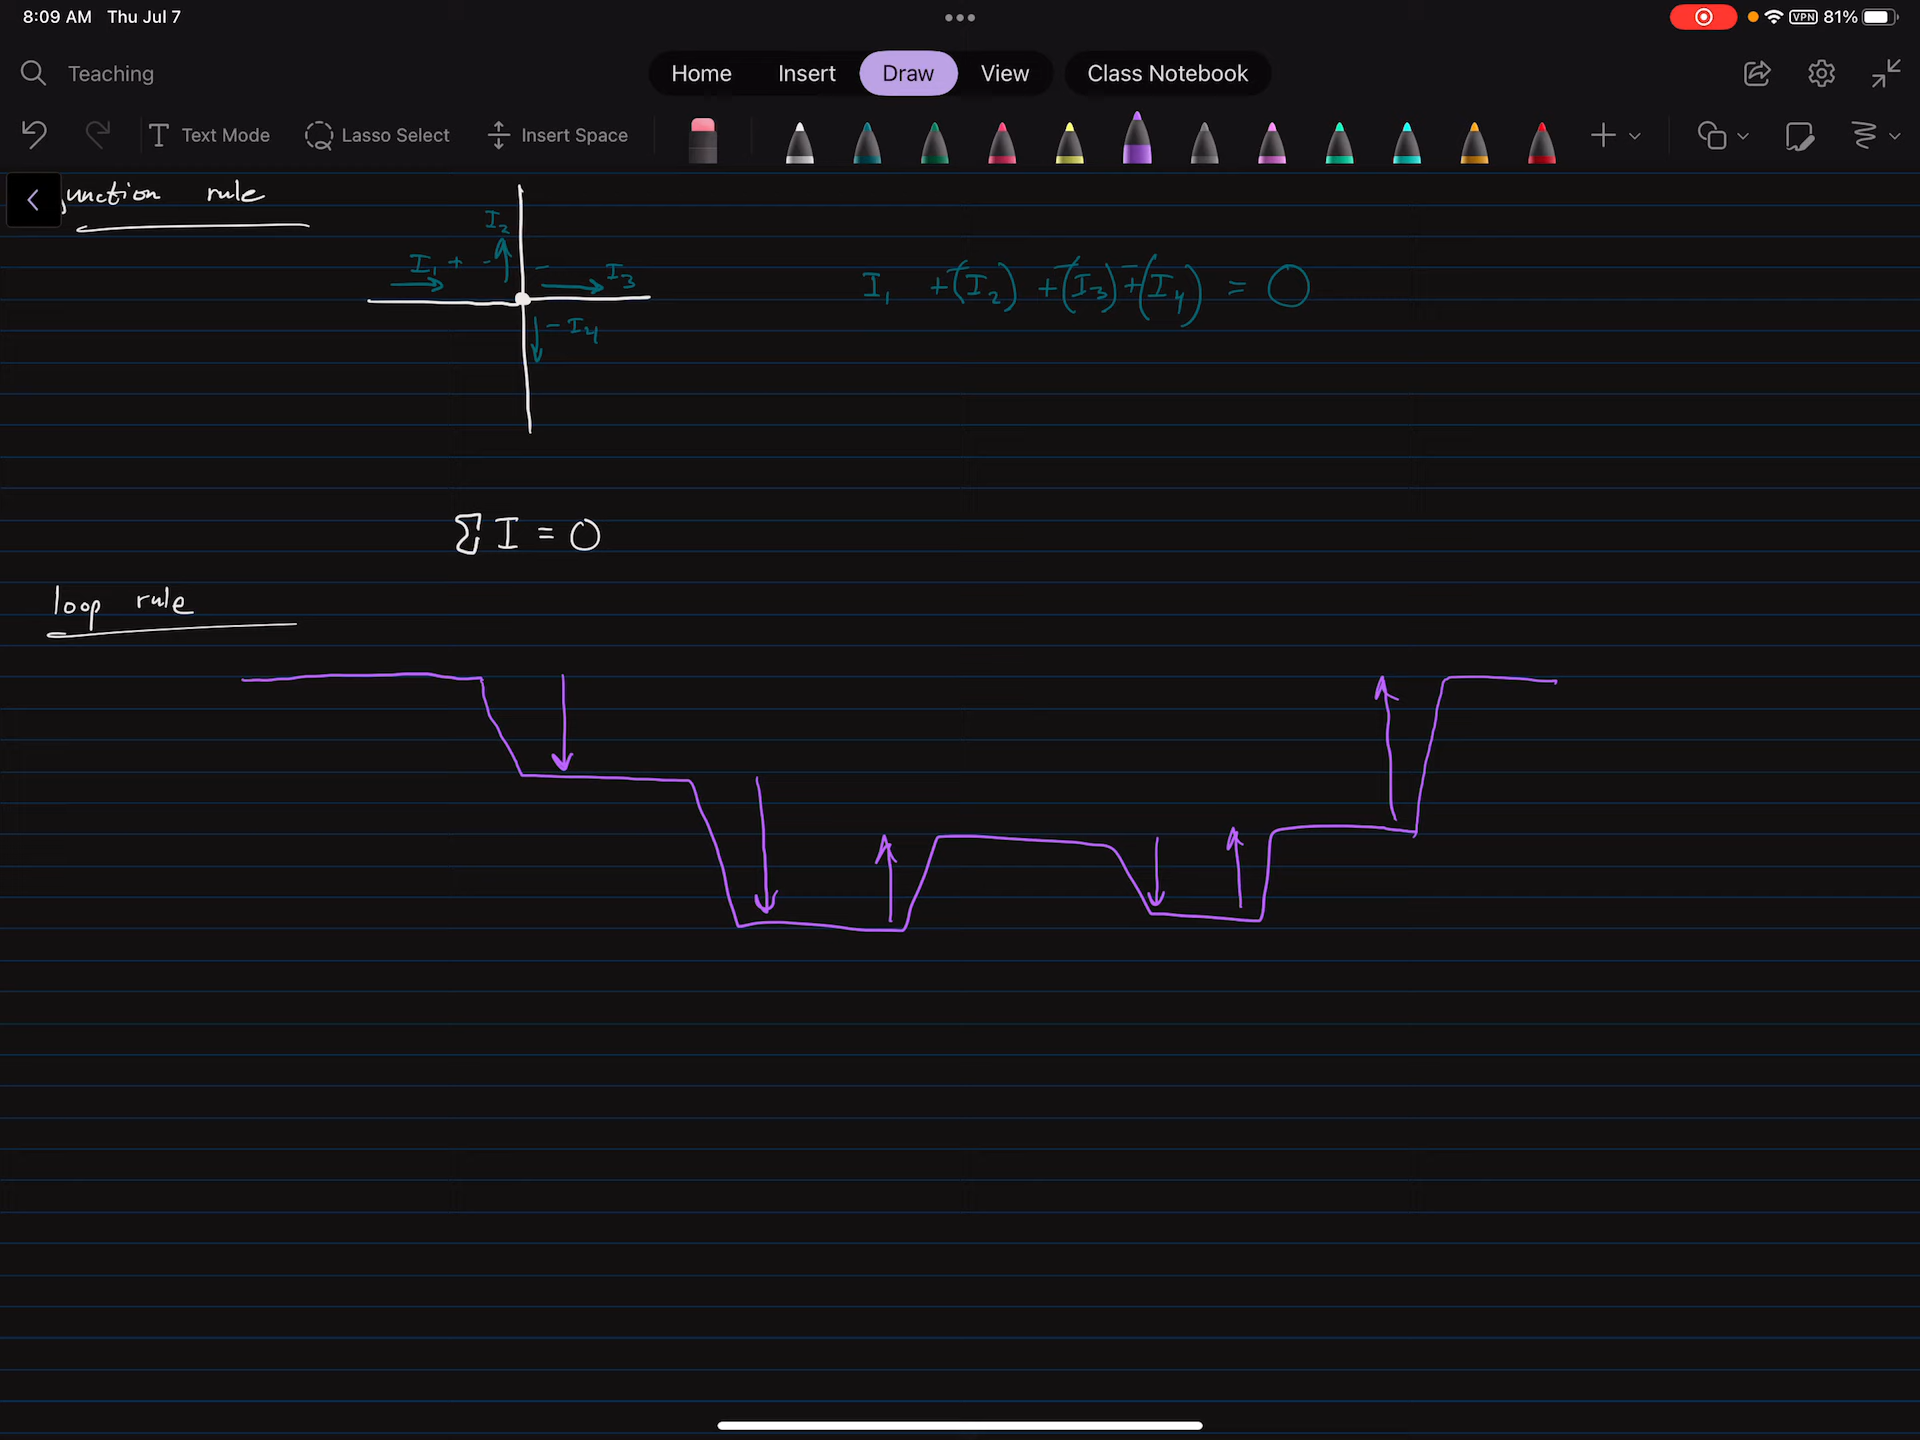 8:09 AM Thu Jul 7
VPN 81%
Teaching
Home Insert Draw View Class Notebook
T Text Mode Lasso Select Insert Space
unction rule
I₂
I₁ + - - I₃
- I₄
I₁ +(-I₂) +(-I₃)+(-I₄) = 0
Σ I = 0
loop rule